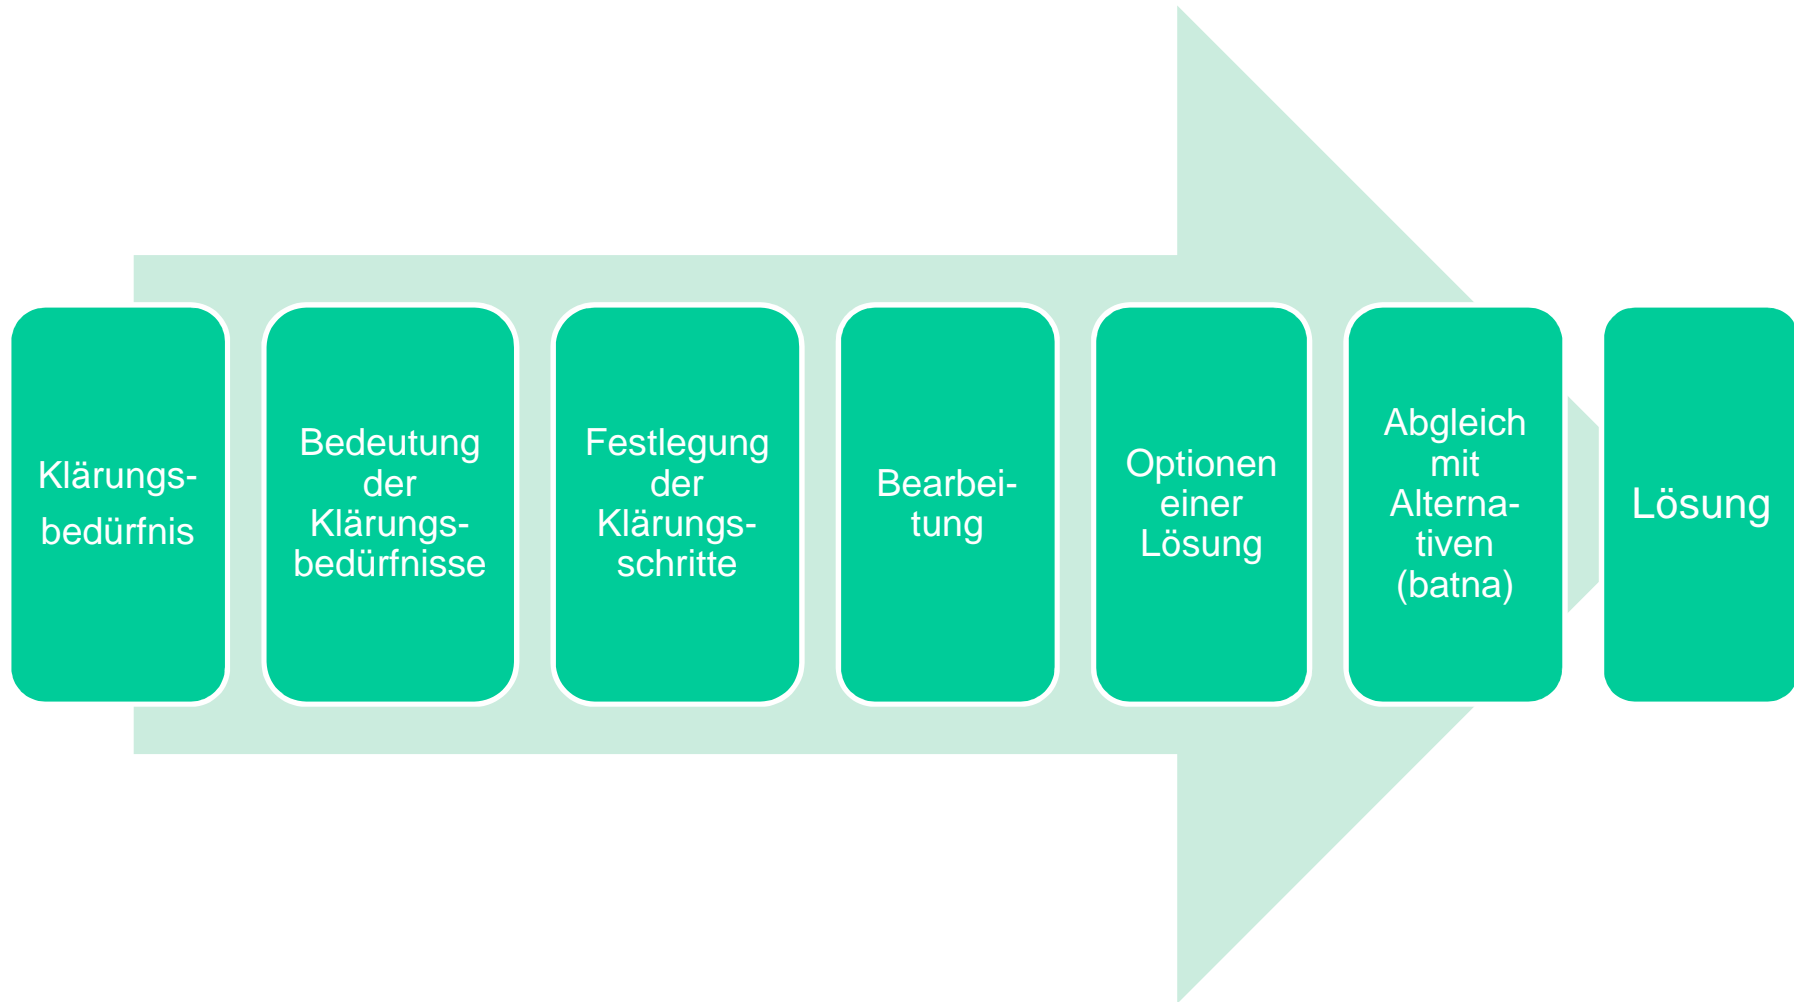 Klärungs-
bedürfnis
Bedeutung
der
Klärungs-
bedürfnisse
Festlegung
der
Klärungs-
schritte
Bearbei-
tung
Optionen
einer
Lösung
Abgleich
mit
Alterna-
tiven
(batna)
Lösung